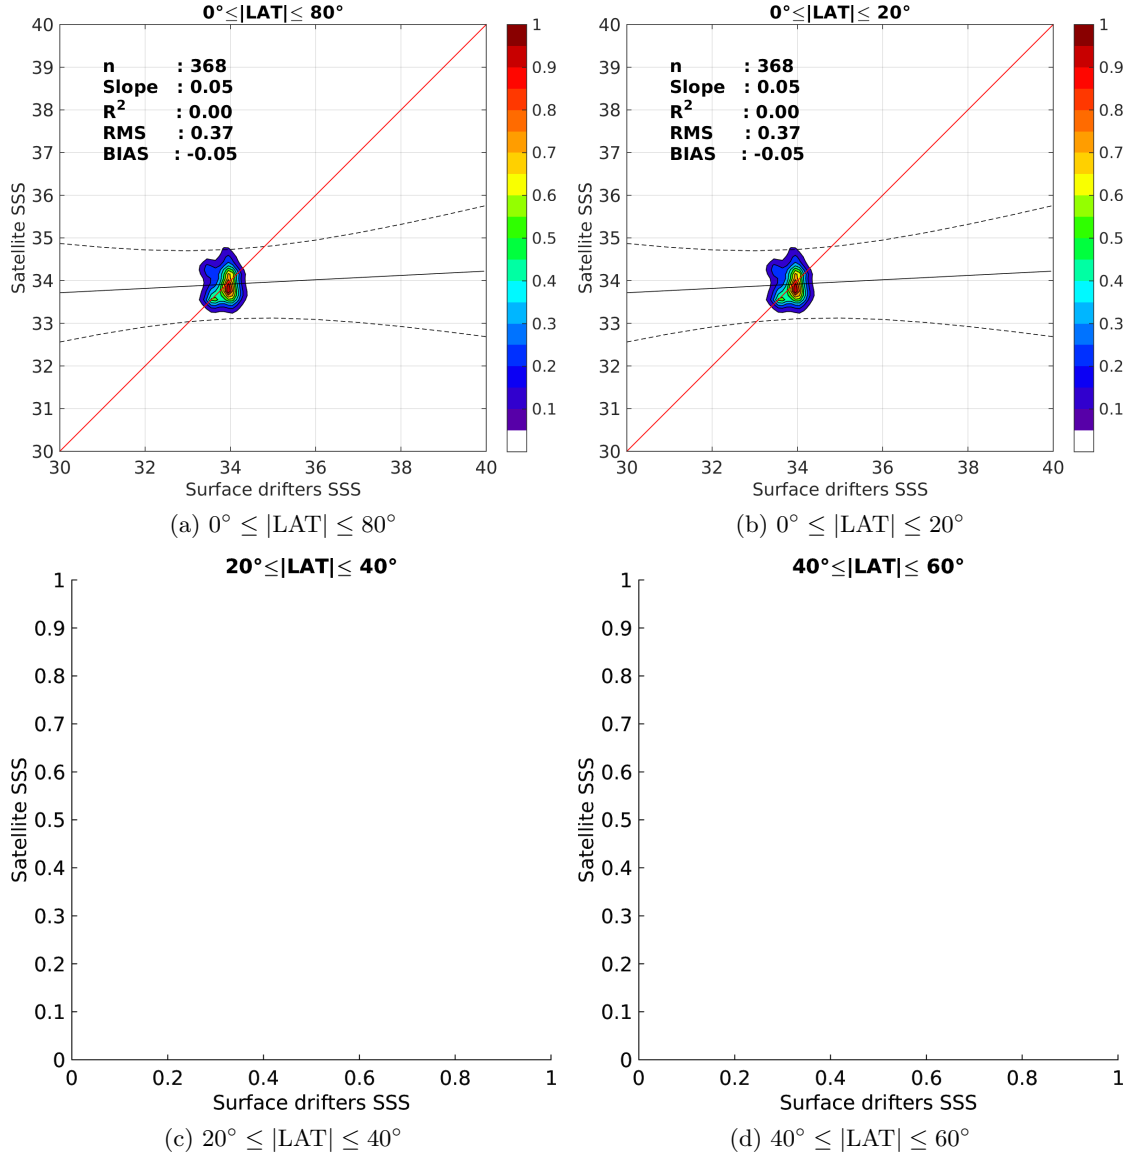 0°≤|LAT|≤ 80°
40
39
38
37
36
35
34
33
32
31
30
Satellite SSS
n : 368
Slope : 0.05
R² : 0.00
RMS : 0.37
BIAS : -0.05
30 32 34 36 38 40
Surface drifters SSS
1
0.9
0.8
0.7
0.6
0.5
0.4
0.3
0.2
0.1
(a) 0° ≤ |LAT| ≤ 80°
0°≤|LAT|≤ 20°
40
39
38
37
36
35
34
33
32
31
30
Satellite SSS
n : 368
Slope : 0.05
R² : 0.00
RMS : 0.37
BIAS : -0.05
30 32 34 36 38 40
Surface drifters SSS
1
0.9
0.8
0.7
0.6
0.5
0.4
0.3
0.2
0.1
(b) 0° ≤ |LAT| ≤ 20°
20°≤|LAT|≤ 40°
1
0.9
0.8
0.7
0.6
0.5
0.4
0.3
0.2
0.1
0
Satellite SSS
0 0.2 0.4 0.6 0.8 1
Surface drifters SSS
(c) 20° ≤ |LAT| ≤ 40°
40°≤|LAT|≤ 60°
1
0.9
0.8
0.7
0.6
0.5
0.4
0.3
0.2
0.1
0
Satellite SSS
0 0.2 0.4 0.6 0.8 1
Surface drifters SSS
(d) 40° ≤ |LAT| ≤ 60°